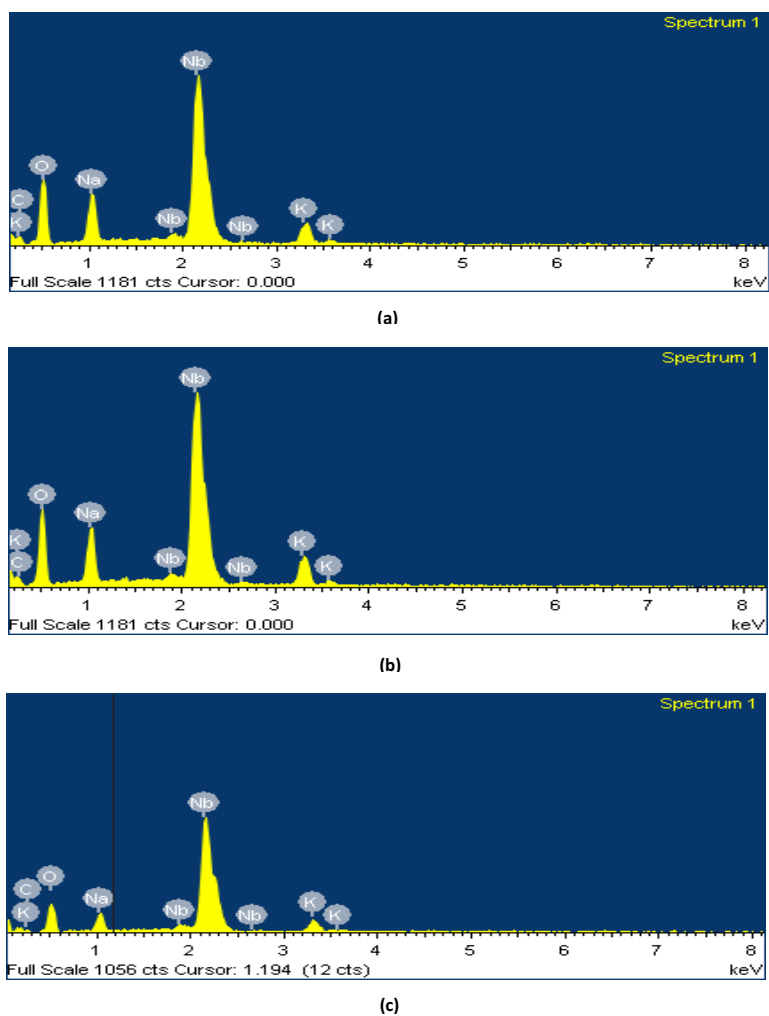 Spectrum 1
Nb
O
Na
C
K
Nb
Nb
K
K
1 2 3 4 5 6 7 8
Full Scale 1181 cts Cursor: 0.000 keV
(a)
Spectrum 1
Nb
O
Na
K
C
Nb
Nb
K
K
1 2 3 4 5 6 7 8
Full Scale 1181 cts Cursor: 0.000 keV
(b)
Spectrum 1
Nb
C
O
Na
K
Nb
Nb
K
K
1 2 3 4 5 6 7 8
Full Scale 1056 cts Cursor: 1.194 (12 cts) keV
(c)